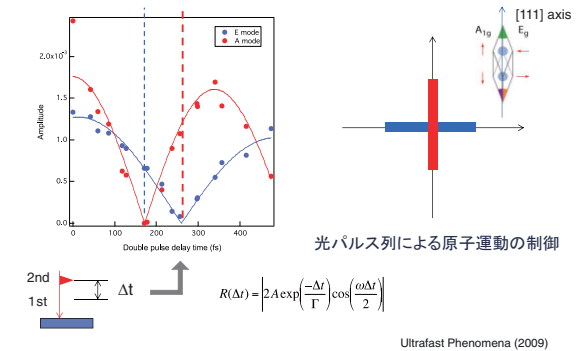 E mode
A mode
2.0x10⁻³
1.5
1.0
0.5
0.0
Amplitude
0
100
200
300
400
Double pulse delay time (fs)
[111] axis
A₁g
Eg
光パルス列による原子運動の制御
2nd
1st
Δt
R(Δt) = |2A exp(−Δt/Γ) cos(ωΔt/2)|
Ultrafast Phenomena (2009)